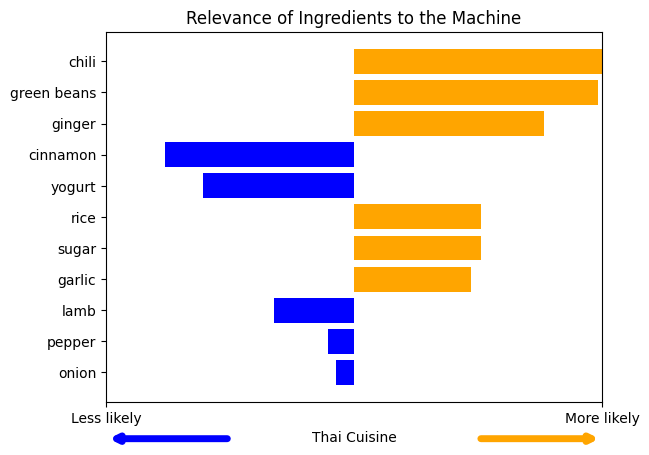 Relevance of Ingredients to the Machine
chili
green beans
ginger
cinnamon
yogurt
rice
sugar
garlic
lamb
pepper
onion
Less likely
More likely
Thai Cuisine